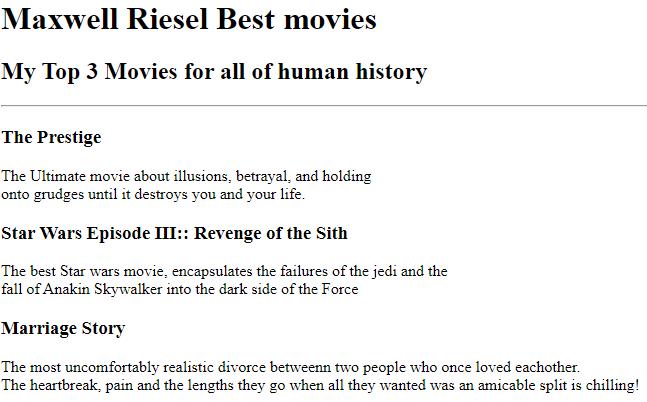 Maxwell Riesel Best movies
My Top 3 Movies for all of human history
The Prestige
The Ultimate movie about illusions, betrayal, and holding
onto grudges until it destroys you and your life.
Star Wars Episode III:: Revenge of the Sith
The best Star wars movie, encapsulates the failures of the jedi and the
fall of Anakin Skywalker into the dark side of the Force
Marriage Story
The most uncomfortably realistic divorce betweenn two people who once loved eachother.
The heartbreak, pain and the lengths they go when all they wanted was an amicable split is chilling!